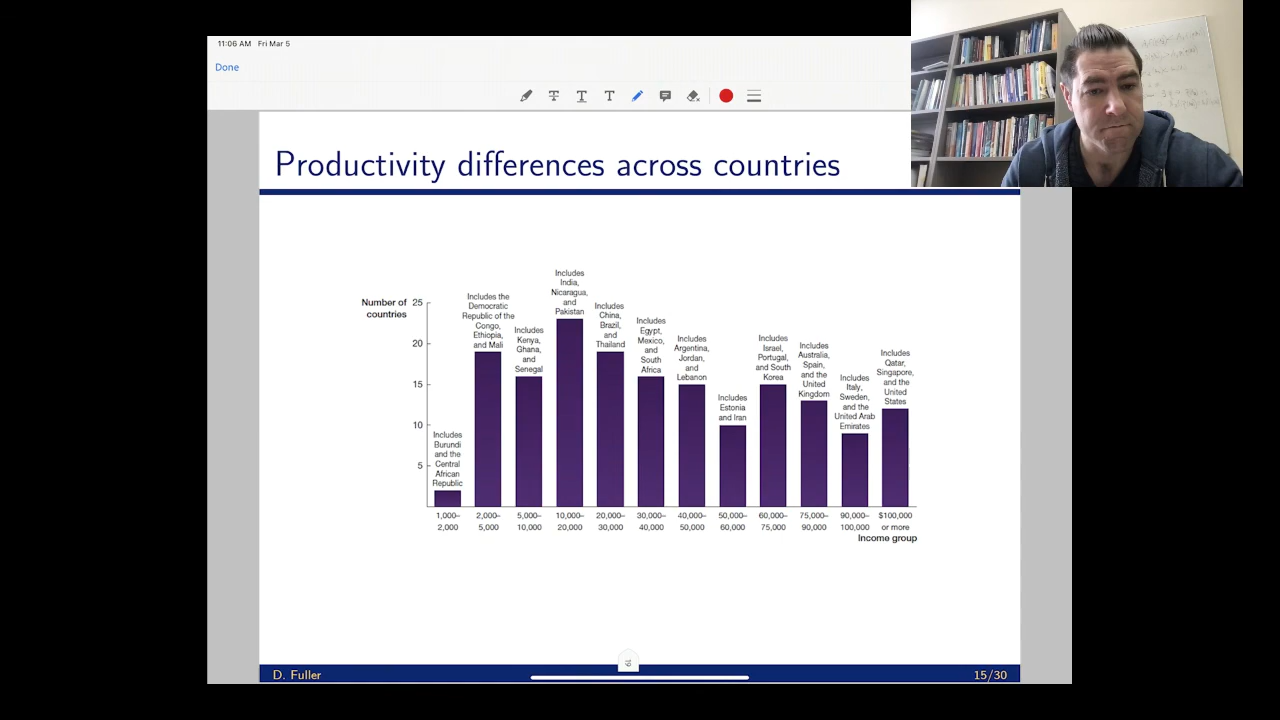 11:06 AM Fri Mar 5
Done
Productivity differences across countries
Number of
countries
25
20
15
10
5
Includes
Burundi
and the
Central
African
Republic
Includes the
Democratic
Republic of the
Congo,
Ethiopia,
and Mali
Includes
Kenya,
Ghana,
and
Senegal
Includes
India,
Nicaragua,
and
Pakistan
Includes
China,
Brazil,
and
Thailand
Includes
Egypt,
Mexico,
and
South
Africa
Includes
Argentina,
Jordan,
and
Lebanon
Includes
Estonia
and Iran
Includes
Israel,
Portugal,
and South
Korea
Includes
Australia,
Spain,
and the
United
Kingdom
Includes
Italy,
Sweden,
and the
United Arab
Emirates
Includes
Qatar,
Singapore,
and the
United
States
1,000–
2,000
2,000–
5,000
5,000–
10,000
10,000–
20,000
20,000–
30,000
30,000–
40,000
40,000–
50,000
50,000–
60,000
60,000–
75,000
75,000–
90,000
90,000–
100,000
$100,000
or more
Income group
19
D. Fuller
15/30